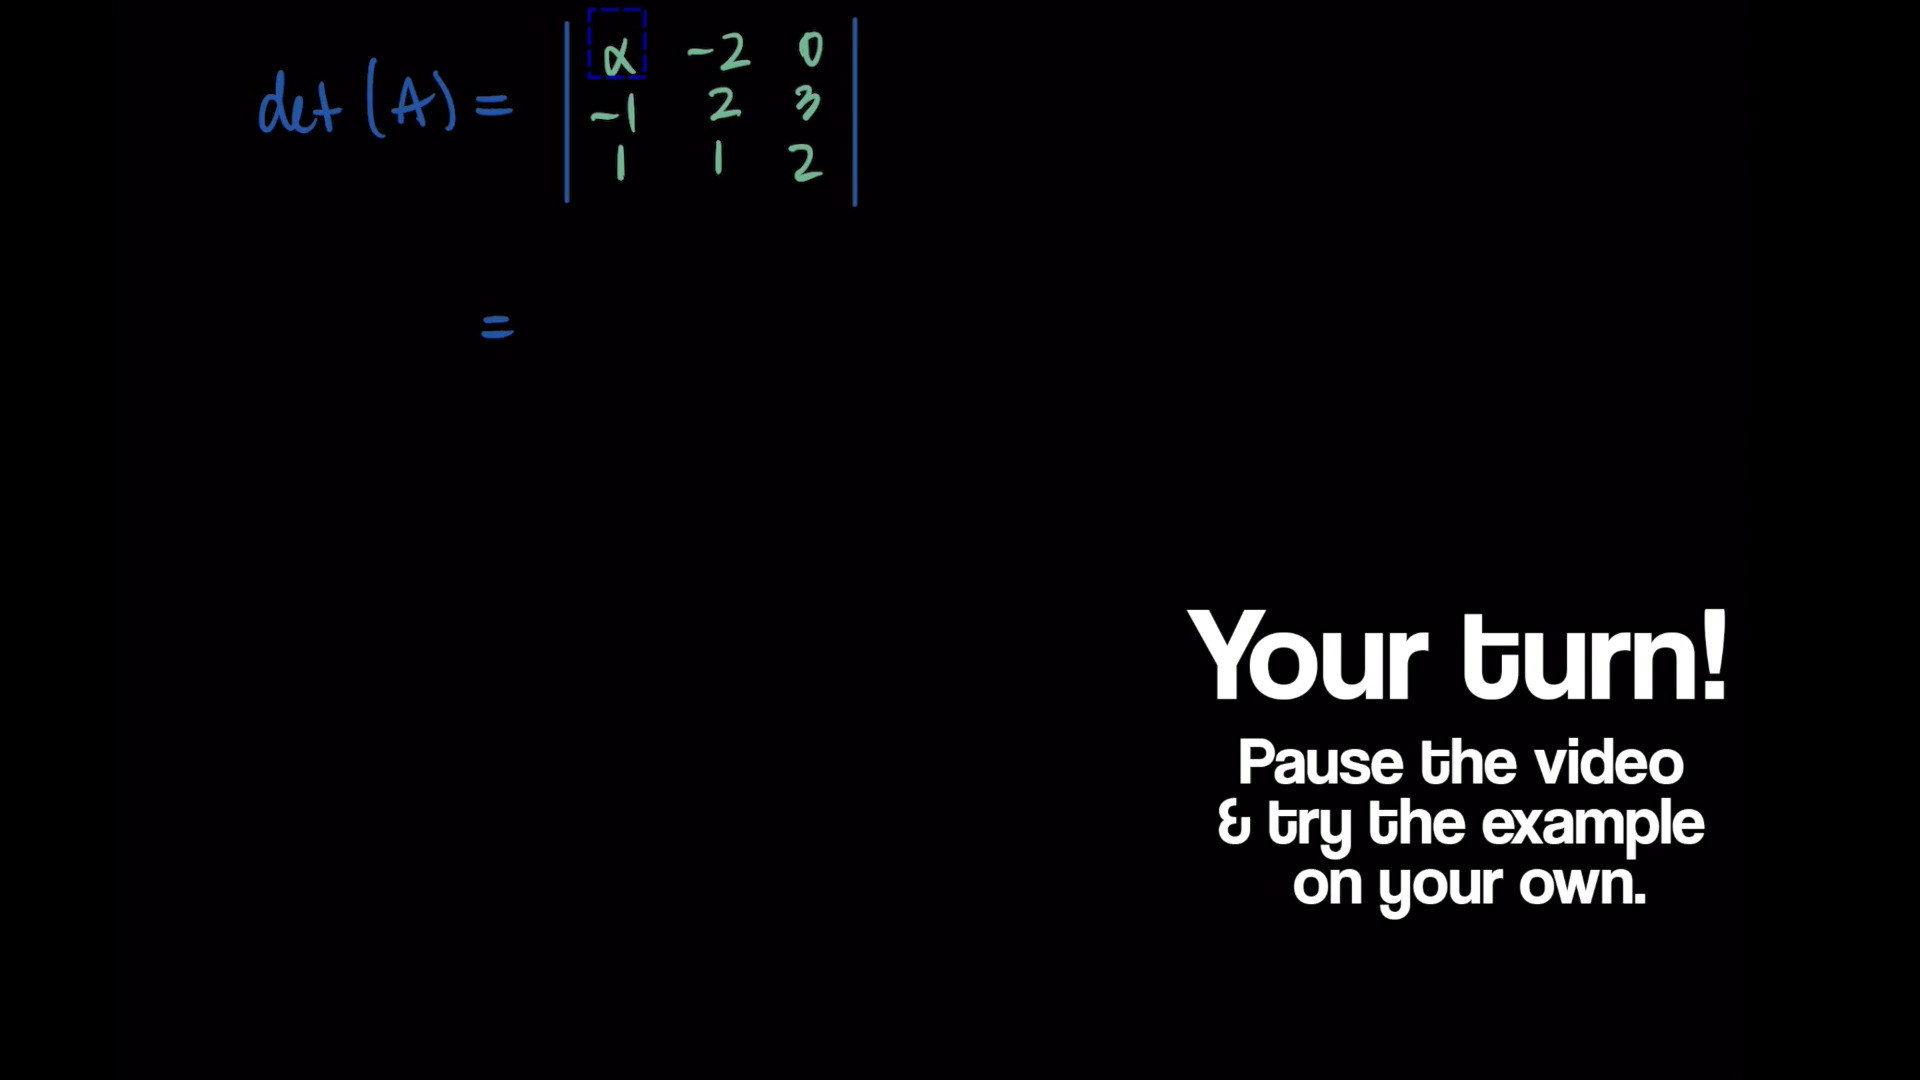 det (A) = | α -2 0 |
| -1 2 3 |
| 1 1 2 |
=
Your turn!
Pause the video
& try the example
on your own.